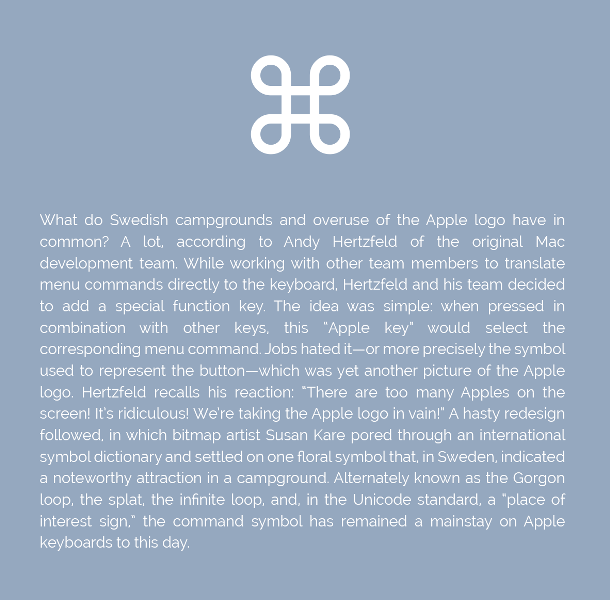 What do Swedish campgrounds and overuse of the Apple logo have in
common? A lot, according to Andy Hertzfeld of the original Mac
development team. While working with other team members to translate
menu commands directly to the keyboard, Hertzfeld and his team decided
to add a special function key. The idea was simple: when pressed in
combination with other keys, this "Apple key" would select the
corresponding menu command. Jobs hated it—or more precisely the symbol
used to represent the button—which was yet another picture of the Apple
logo. Hertzfeld recalls his reaction: "There are too many Apples on the
screen! It's ridiculous! We're taking the Apple logo in vain!" A hasty redesign
followed, in which bitmap artist Susan Kare pored through an international
symbol dictionary and settled on one floral symbol that, in Sweden, indicated
a noteworthy attraction in a campground. Alternately known as the Gorgon
loop, the splat, the infinite loop, and, in the Unicode standard, a "place of
interest sign," the command symbol has remained a mainstay on Apple
keyboards to this day.